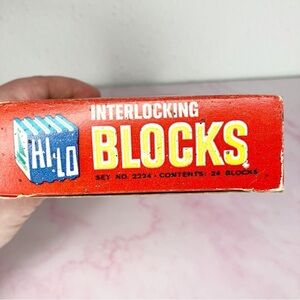 HI-LO
INTERLOCKING
BLOCKS
SET NO. 2224 - CONTENTS: 24 BLOCKS